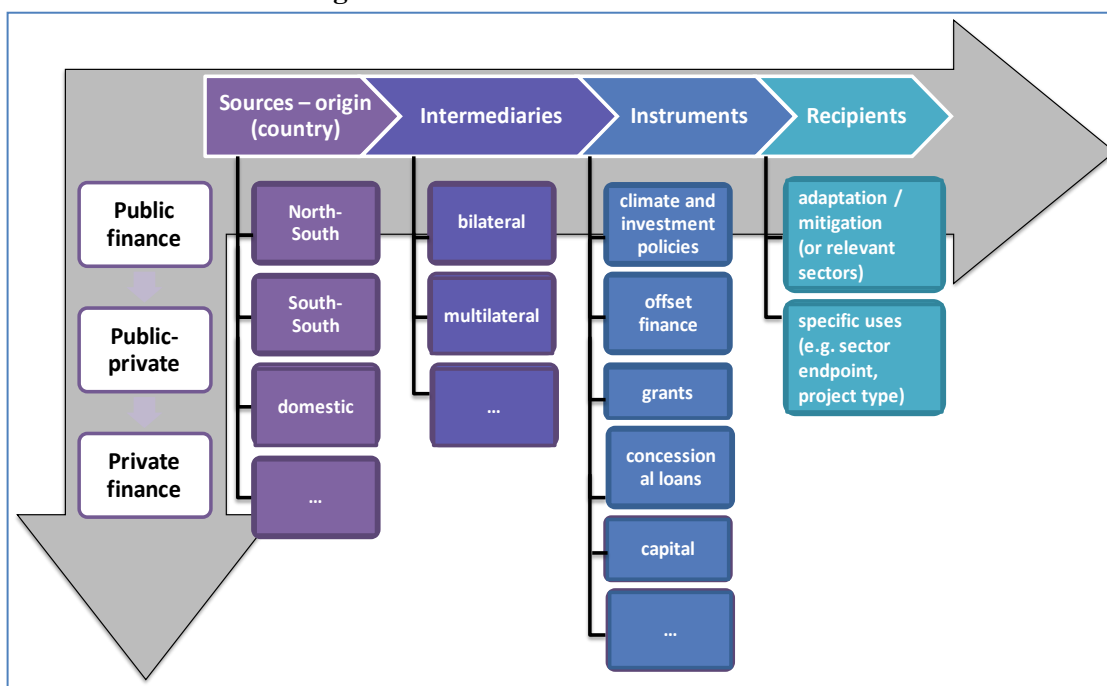 Sources – origin
(country)
Intermediaries
Instruments
Recipients
Public
finance
Public-
private
Private
finance
North-
South
South-
South
domestic
...
bilateral
multilateral
...
climate and
investment
policies
offset
finance
grants
concession
al loans
capital
...
adaptation /
mitigation
(or relevant
sectors)
specific uses
(e.g. sector
endpoint,
project type)